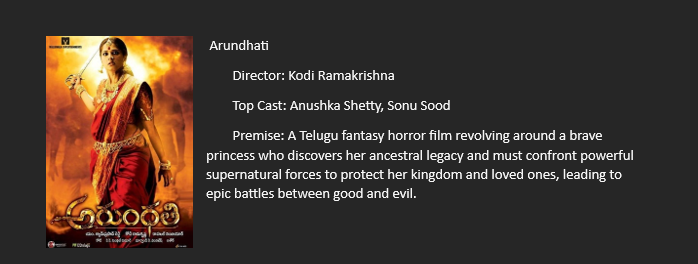 Arundhati
Director: Kodi Ramakrishna
Top Cast: Anushka Shetty, Sonu Sood
Premise: A Telugu fantasy horror film revolving around a brave
princess who discovers her ancestral legacy and must confront powerful
supernatural forces to protect her kingdom and loved ones, leading to
epic battles between good and evil.
అరుంధతి